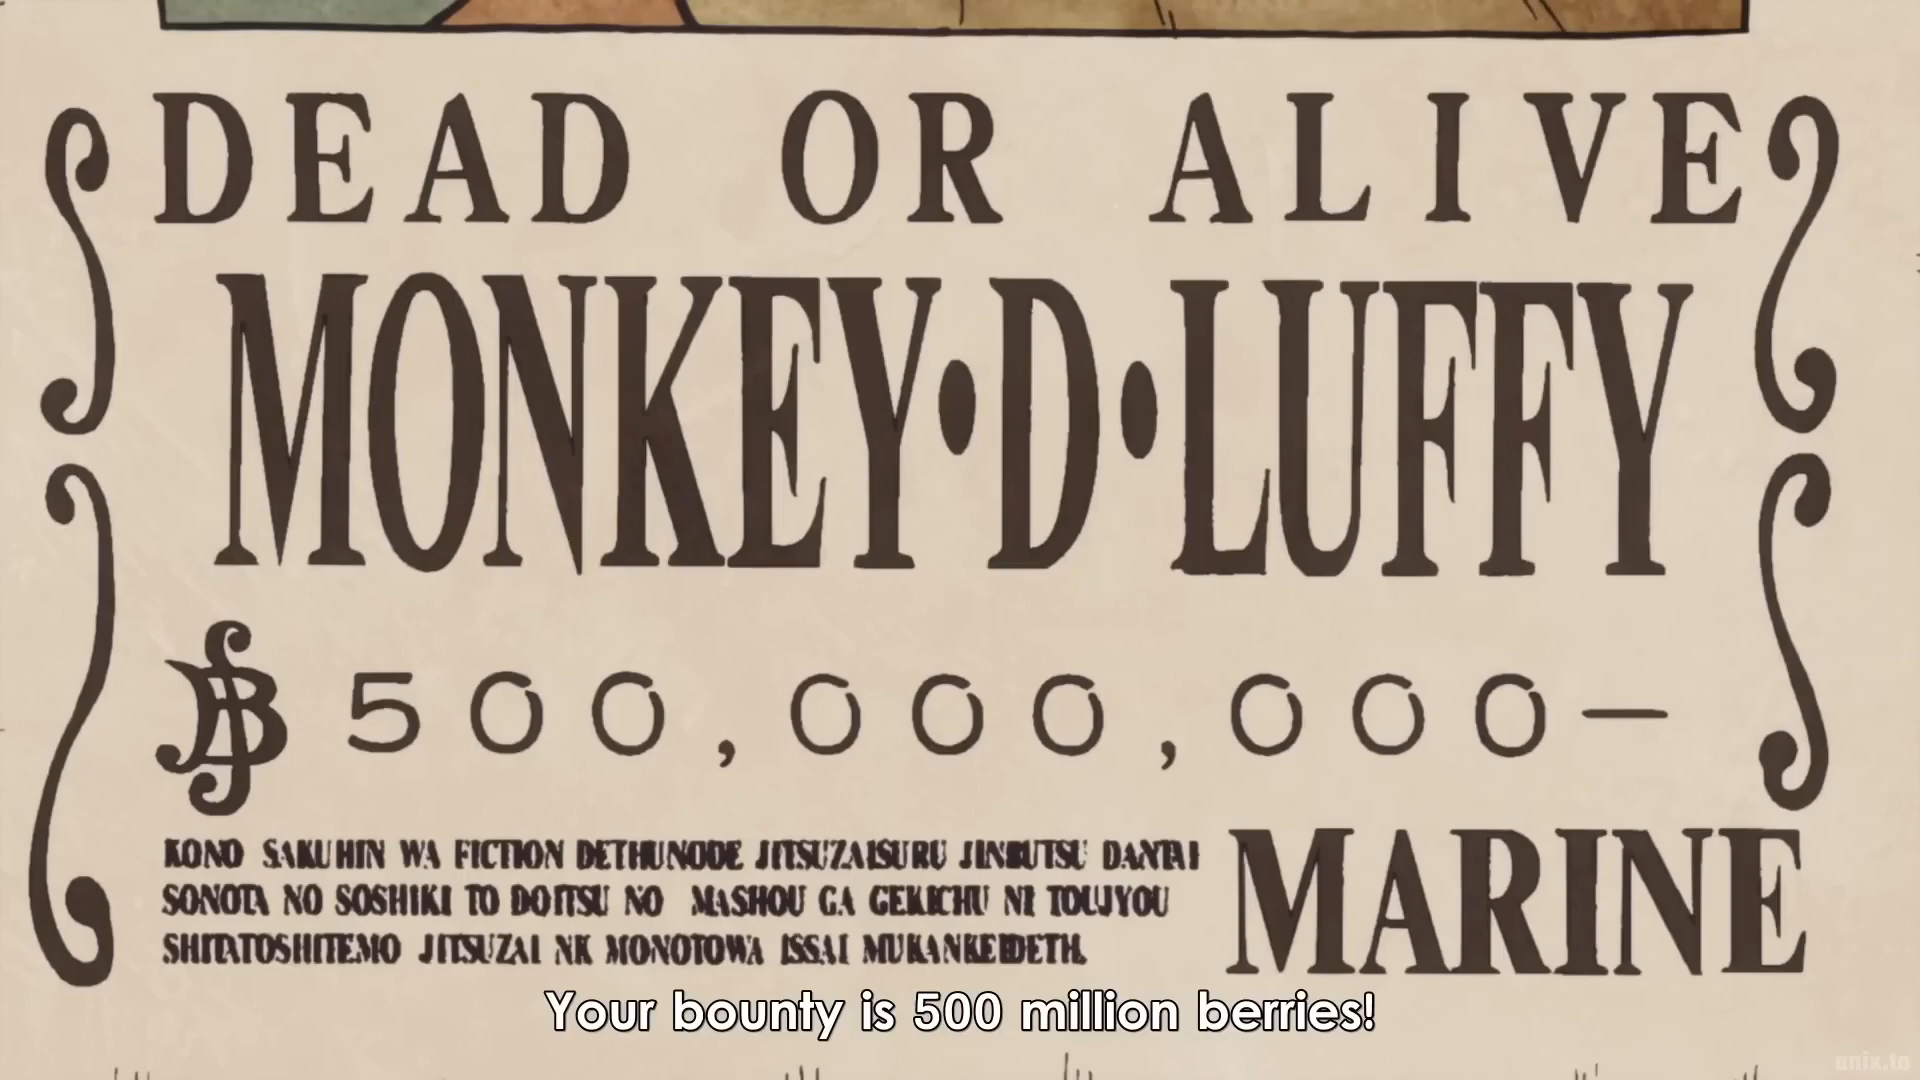 DEAD OR ALIVE
MONKEY•D•LUFFY
฿ 500,000,000—
KONO SAKUHIN WA FICTION DETHUNODE JITSUZAISURU JINBUTSU DANTAI
SONOTA NO SOSHIKI TO DOITSU NO MASHOU GA GEKICHU NI TOUJYOU
SHITATOSHITEMO JITSUZAI NK MONOTOWA ISSAI MUKANKEIDETH.
MARINE
Your bounty is 500 million berries!
unix.to